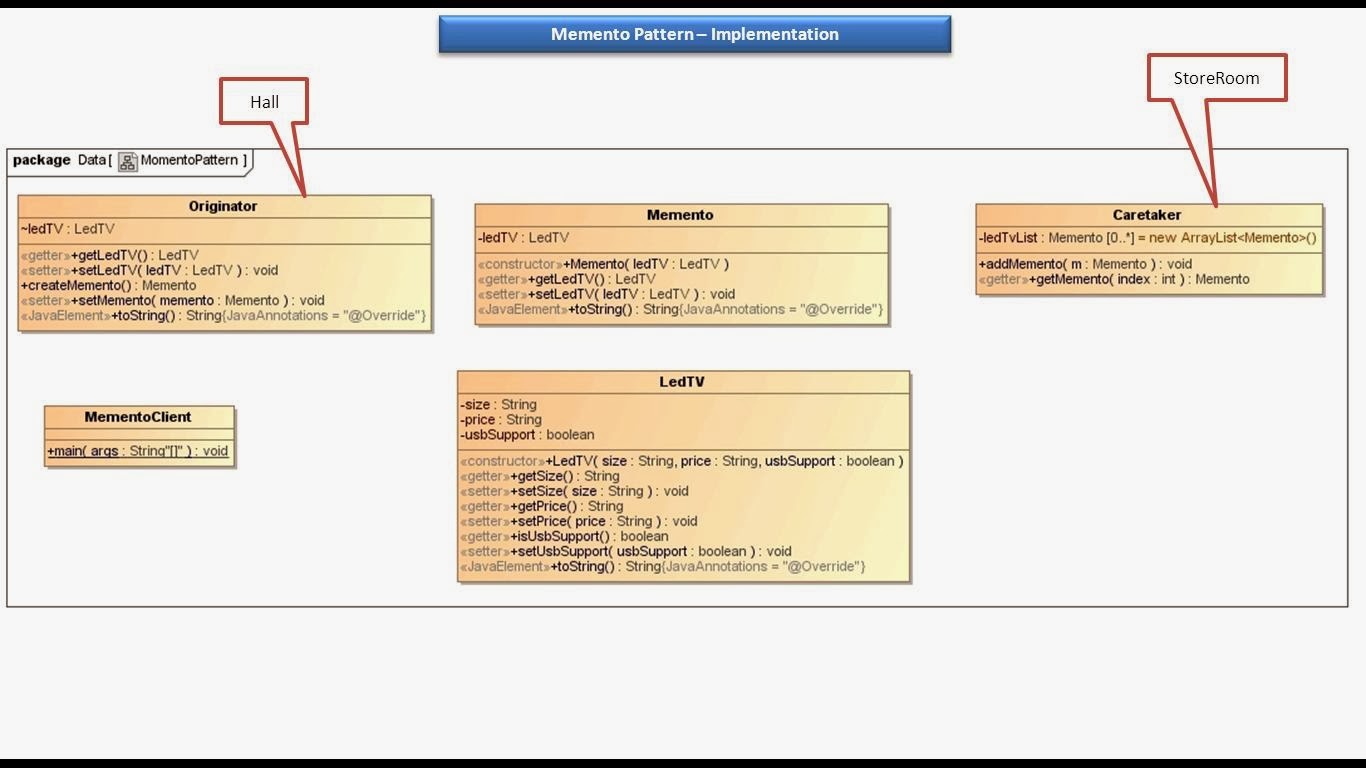 Memento Pattern – Implementation
Hall
StoreRoom
package Data [ MomentoPattern ]
Originator
~ledTV : LedTV
«getter»+getLedTV() : LedTV
«setter»+setLedTV( ledTV : LedTV ) : void
+createMemento() : Memento
«setter»+setMemento( memento : Memento ) : void
«JavaElement»+toString() : String{JavaAnnotations = "@Override"}
Memento
-ledTV : LedTV
«constructor»+Memento( ledTV : LedTV )
«getter»+getLedTV() : LedTV
«setter»+setLedTV( ledTV : LedTV ) : void
«JavaElement»+toString() : String{JavaAnnotations = "@Override"}
Caretaker
-ledTvList : Memento [0..*] = new ArrayList<Memento>()
+addMemento( m : Memento ) : void
«getter»+getMemento( index : int ) : Memento
MementoClient
+main( args : String"[]" ) : void
LedTV
-size : String
-price : String
-usbSupport : boolean
«constructor»+LedTV( size : String, price : String, usbSupport : boolean )
«getter»+getSize() : String
«setter»+setSize( size : String ) : void
«getter»+getPrice() : String
«setter»+setPrice( price : String ) : void
«getter»+isUsbSupport() : boolean
«setter»+setUsbSupport( usbSupport : boolean ) : void
«JavaElement»+toString() : String{JavaAnnotations = "@Override"}